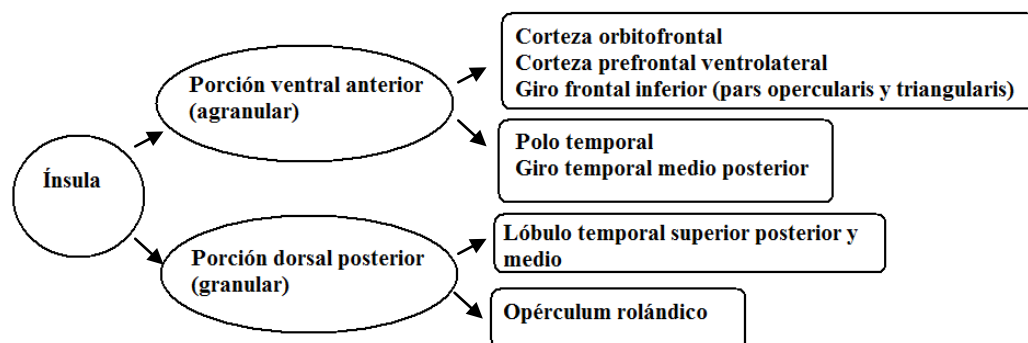 Ínsula
Porción ventral anterior
(agranular)
Corteza orbitofrontal
Corteza prefrontal ventrolateral
Giro frontal inferior (pars opercularis y triangularis)
Polo temporal
Giro temporal medio posterior
Porción dorsal posterior
(granular)
Lóbulo temporal superior posterior y
medio
Opérculum rolándico